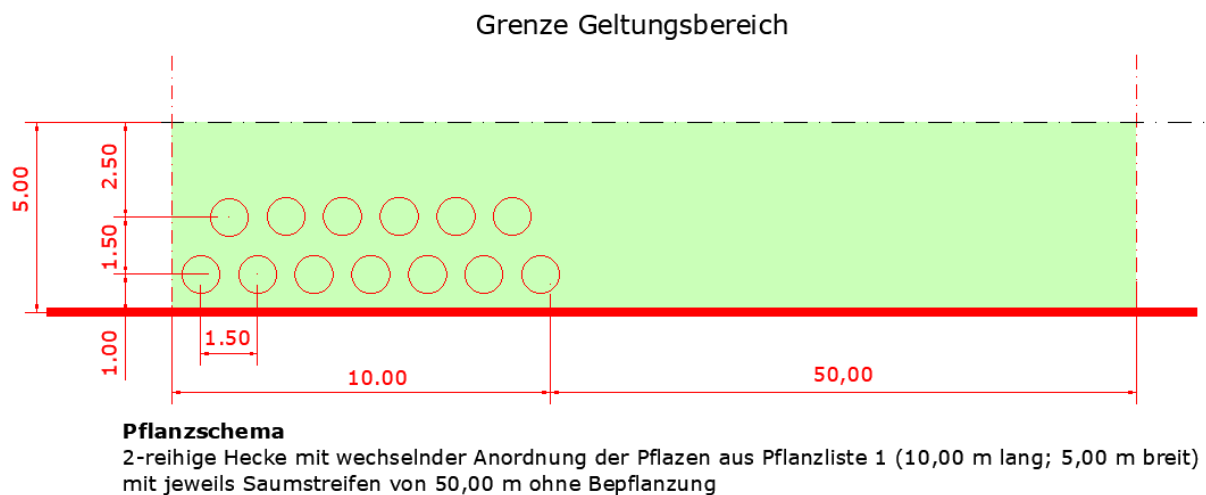 Grenze Geltungsbereich
5.00
2.50
1.50
1.00
1.50
10.00
50,00
Pflanzschema
2-reihige Hecke mit wechselnder Anordnung der Pflazen aus Pflanzliste 1 (10,00 m lang; 5,00 m breit)
mit jeweils Saumstreifen von 50,00 m ohne Bepflanzung